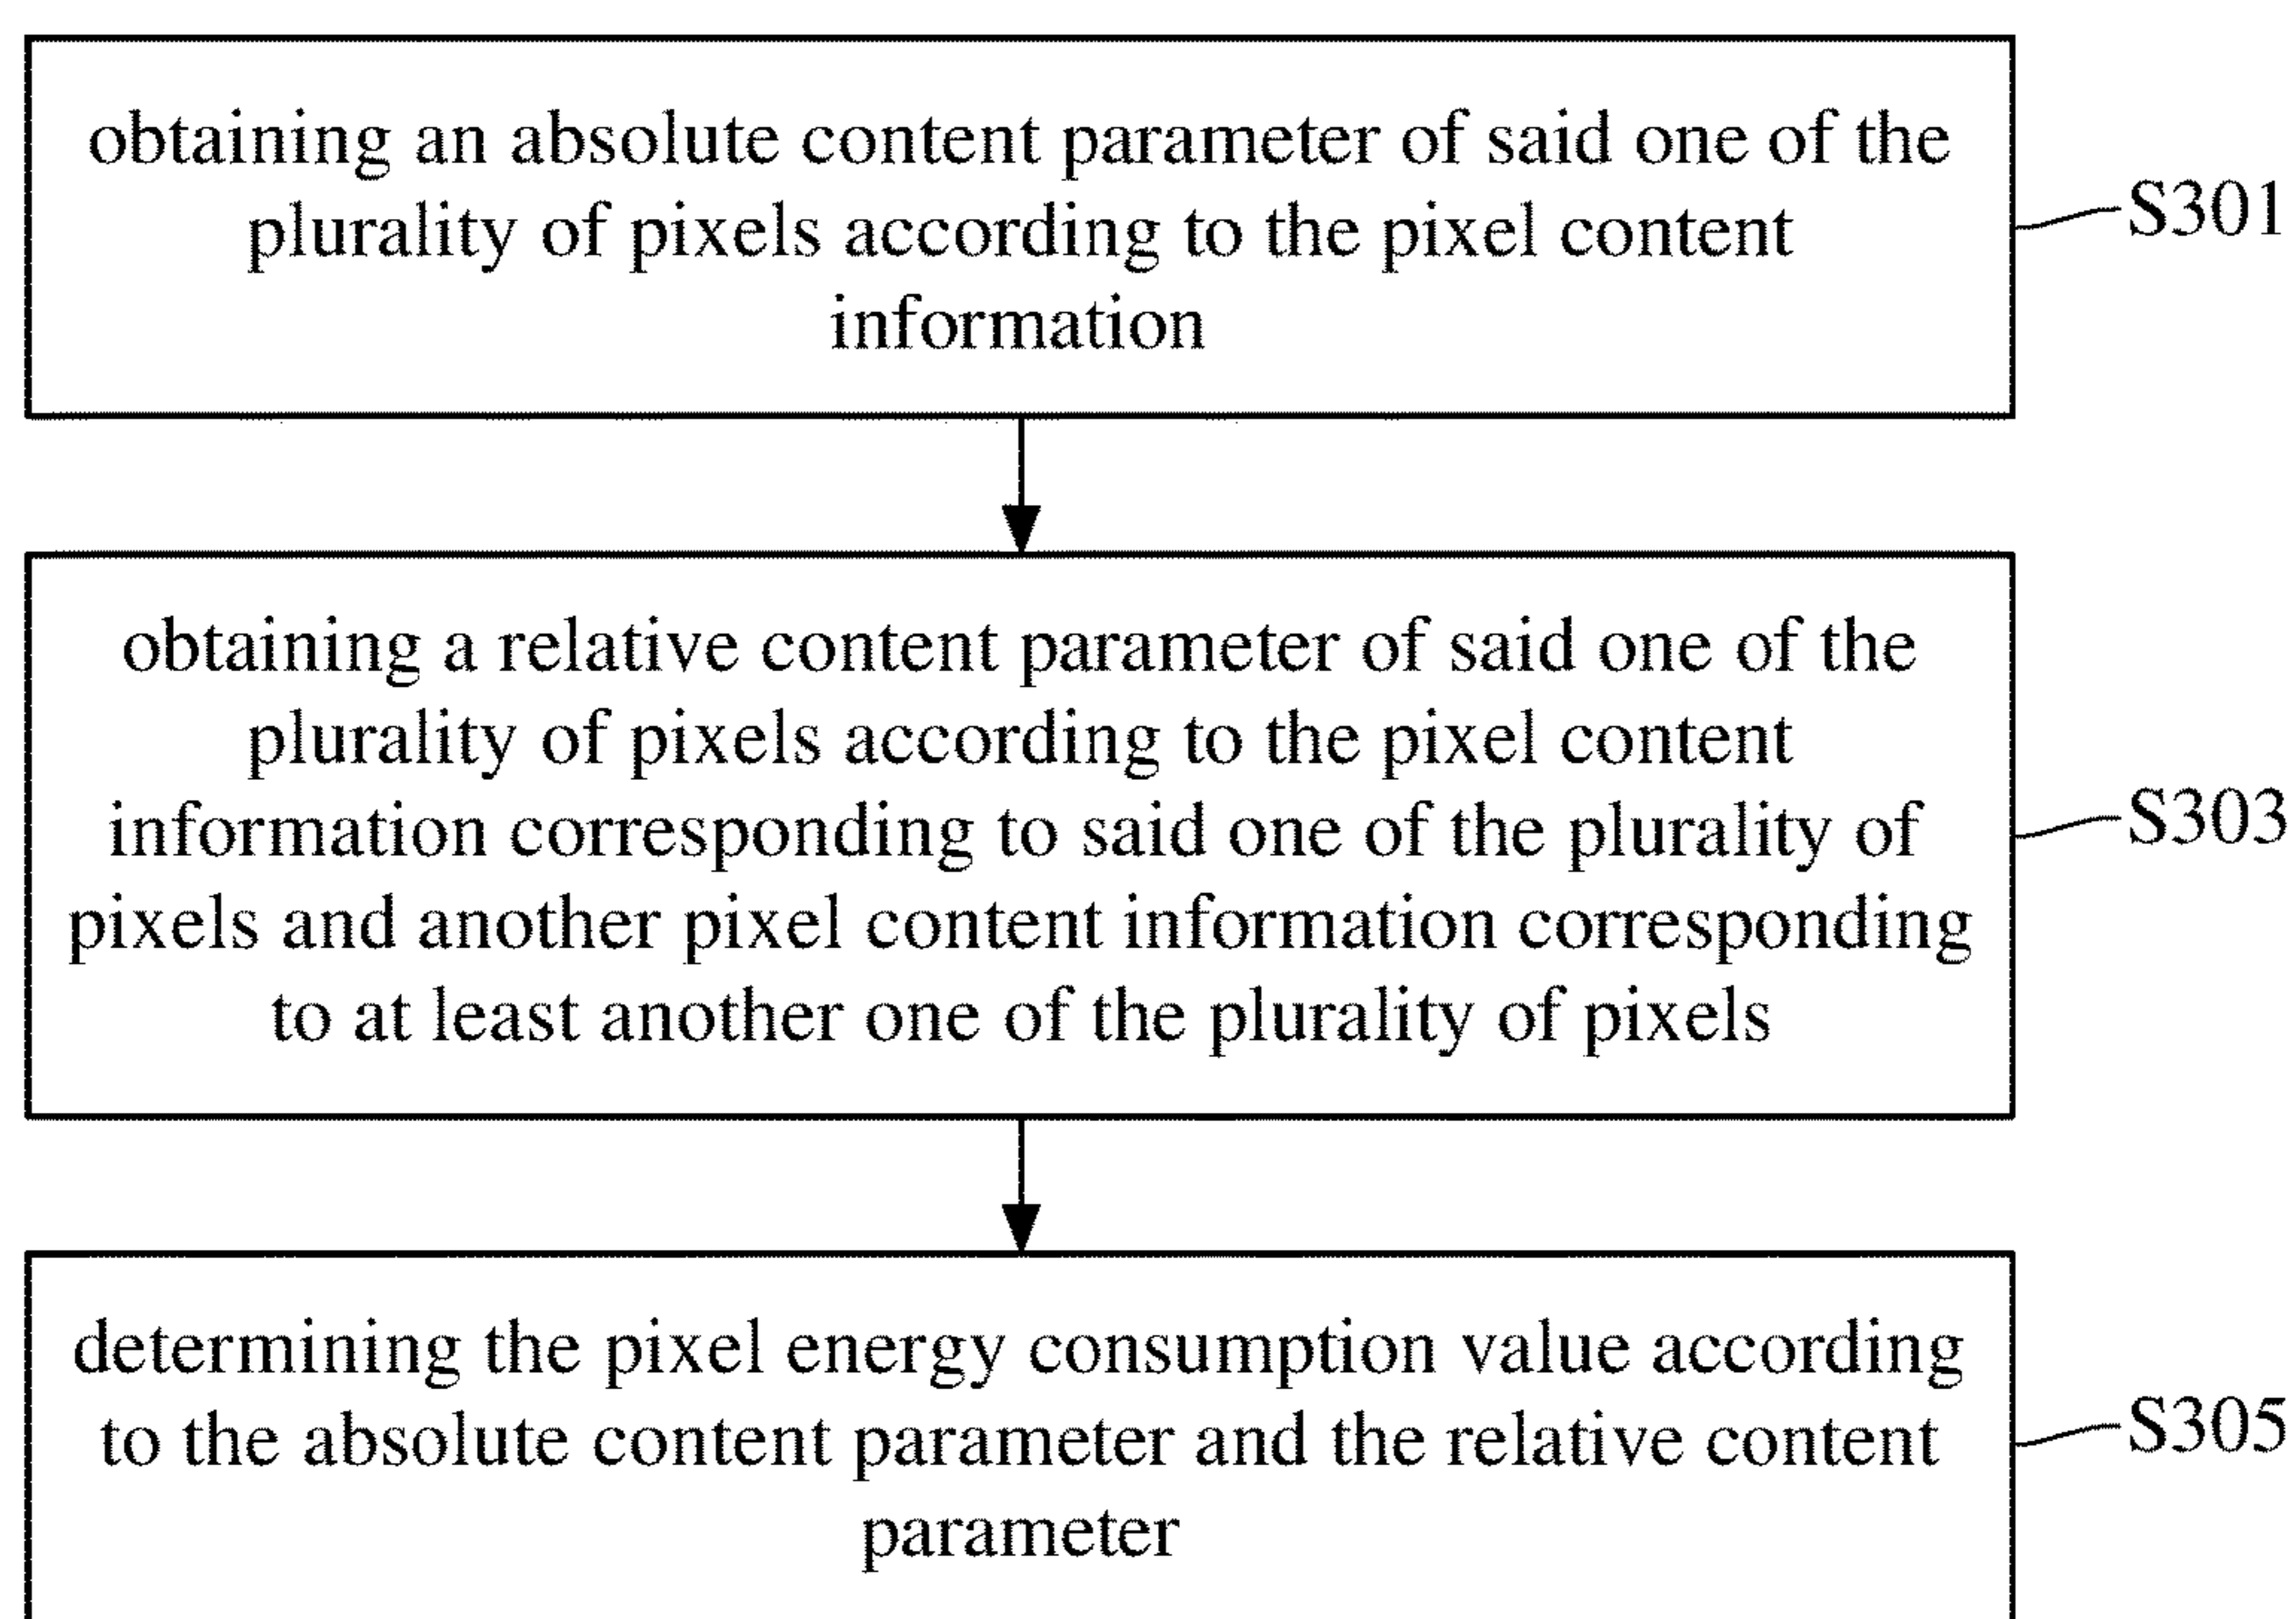 obtaining an absolute content parameter of said one of the
plurality of pixels according to the pixel content
information
S301
obtaining a relative content parameter of said one of the
plurality of pixels according to the pixel content
information corresponding to said one of the plurality of
pixels and another pixel content information corresponding
to at least another one of the plurality of pixels
S303
determining the pixel energy consumption value according
to the absolute content parameter and the relative content
parameter
S305